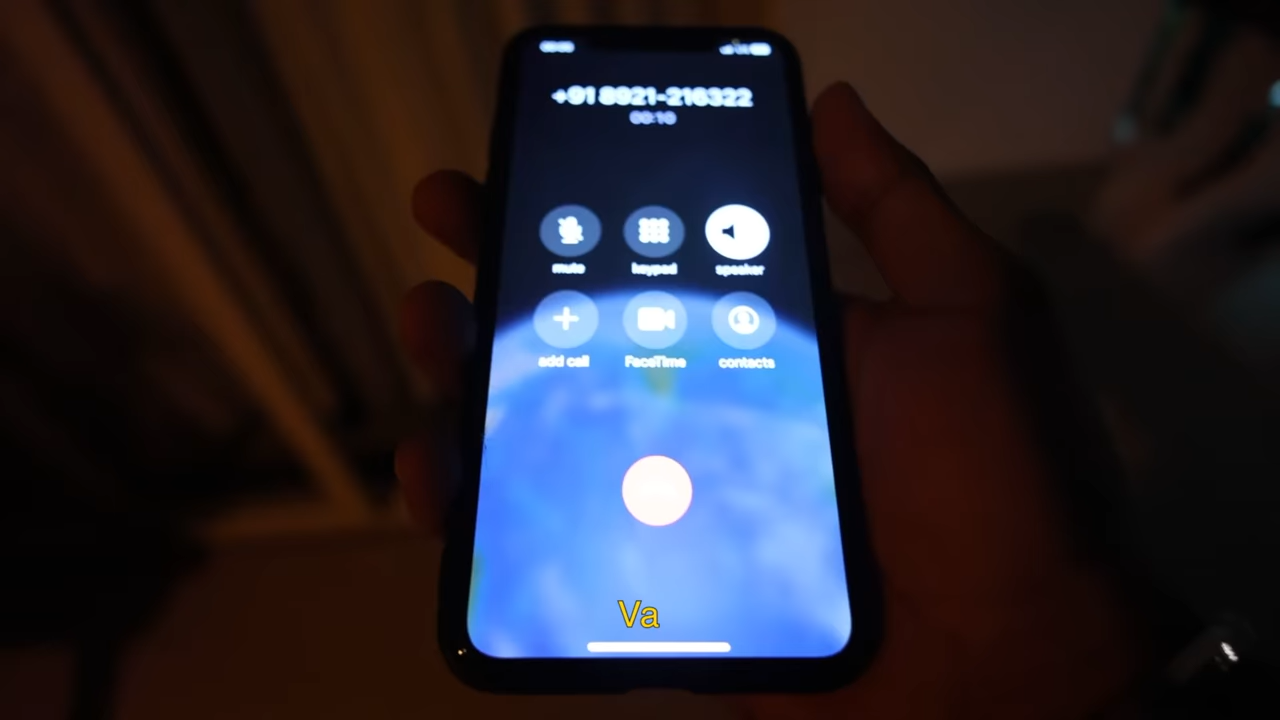 +91 8921-216322
00:10
mute
keypad
speaker
add call
FaceTime
contacts
Va